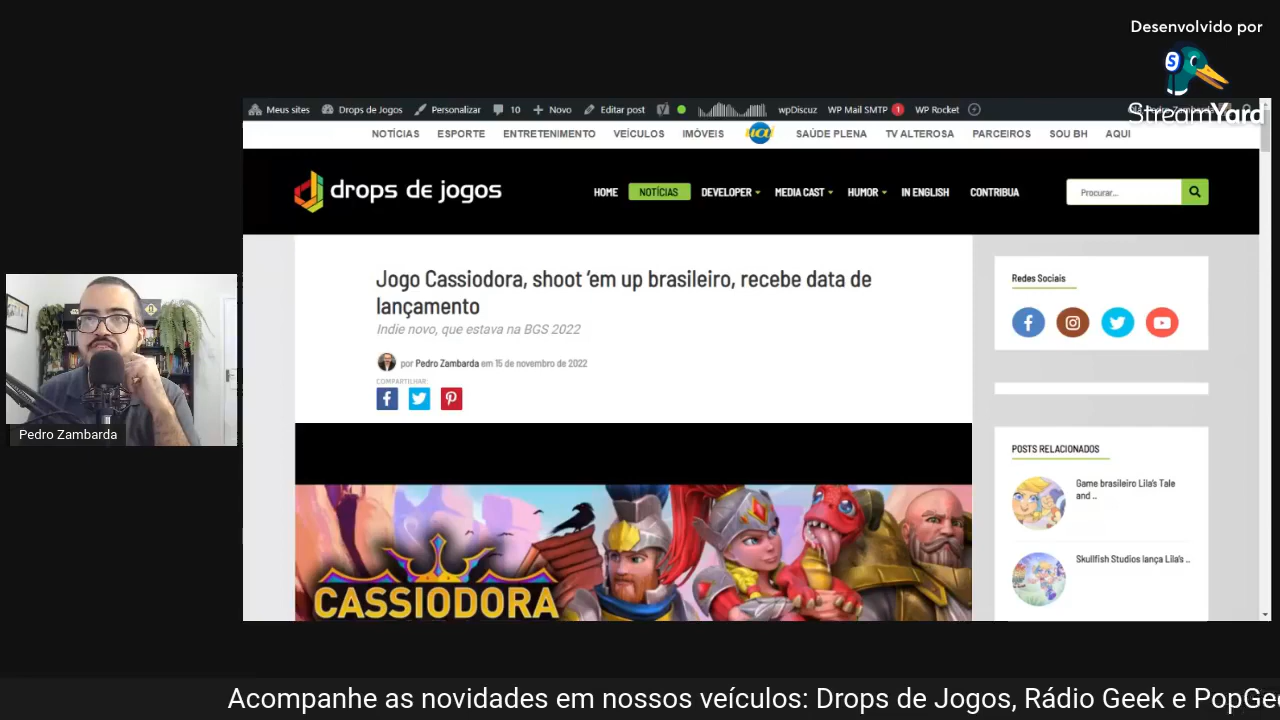 Desenvolvido por
StreamYard
Meus sites Drops de Jogos Personalizar 10 Novo Editar post wpDiscuz WP Mail SMTP 1 WP Rocket
NOTÍCIAS ESPORTE ENTRETENIMENTO VEÍCULOS IMÓVEIS UAI SAÚDE PLENA TV ALTEROSA PARCEIROS SOU BH AQUI
drops de jogos
HOME NOTÍCIAS DEVELOPER MEDIA CAST HUMOR IN ENGLISH CONTRIBUA
Procurar...
Jogo Cassiodora, shoot ‘em up brasileiro, recebe data de
lançamento
Indie novo, que estava na BGS 2022
por Pedro Zambarda em 15 de novembro de 2022
COMPARTILHAR:
CASSIODORA
Redes Sociais
POSTS RELACIONADOS
Game brasileiro Lila’s Tale
and ..
Skullfish Studios lança Lila’s ..
Pedro Zambarda
Acompanhe as novidades em nossos veículos: Drops de Jogos, Rádio Geek e PopGe